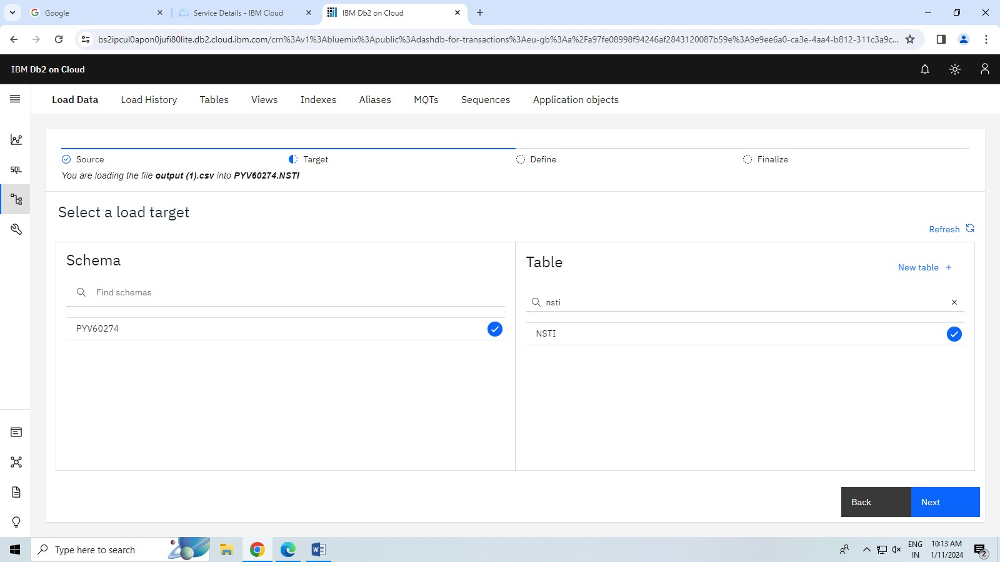 Google
Service Details - IBM Cloud
IBM Db2 on Cloud
bs2ipcul0apon0jufi80lite.db2.cloud.ibm.com/crn%3Av1%3Abluemix%3Apublic%3Adashdb-for-transactions%3Aeu-gb%3Aa%2Fa97fe08998f94246af2843120087b59e%3A9e9ee6a0-ca3e-4aa4-b812-311c3a9c...
IBM Db2 on Cloud
Load Data Load History Tables Views Indexes Aliases MQTs Sequences Application objects
SQL
Source Target Define Finalize
You are loading the file output (1).csv into PYV60274.NSTI
Select a load target
Refresh
Schema
Find schemas
PYV60274
Table
New table +
nsti
NSTI
Back Next
Type here to search
W
ENG
IN
10:13 AM
1/11/2024
2